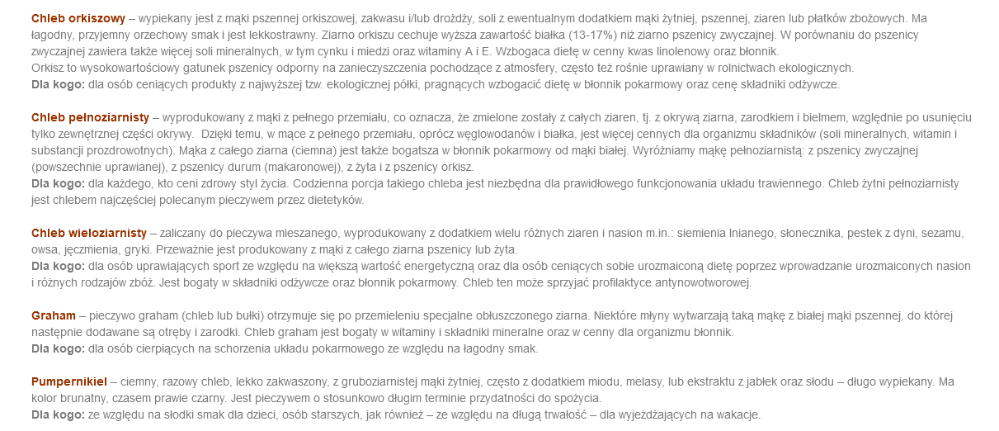 Chleb orkiszowy – wypiekany jest z mąki pszennej orkiszowej, zakwasu i/lub drożdży, soli z ewentualnym dodatkiem mąki żytniej, pszennej, ziaren lub płatków zbożowych. Ma
łagodny, przyjemny orzechowy smak i jest lekkostrawny. Ziarno orkiszu cechuje wyższa zawartość białka (13-17%) niż ziarno pszenicy zwyczajnej. W porównaniu do pszenicy
zwyczajnej zawiera także więcej soli mineralnych, w tym cynku i miedzi oraz witaminy A i E. Wzbogaca dietę w cenny kwas linolenowy oraz błonnik.
Orkisz to wysokowartościowy gatunek pszenicy odporny na zanieczyszczenia pochodzące z atmosfery, często też rośnie uprawiany w rolnictwach ekologicznych.
Dla kogo: dla osób ceniących produkty z najwyższej tzw. ekologicznej półki, pragnących wzbogacić dietę w błonnik pokarmowy oraz cenę składniki odżywcze.
Chleb pełnoziarnisty – wyprodukowany z mąki z pełnego przemiału, co oznacza, że zmielone zostały z całych ziaren, tj. z okrywą ziarna, zarodkiem i bielmem, względnie po usunięciu
tylko zewnętrznej części okrywy. Dzięki temu, w mące z pełnego przemiału, oprócz węglowodanów i białka, jest więcej cennych dla organizmu składników (soli mineralnych, witamin i
substancji prozdrowotnych). Mąka z całego ziarna (ciemna) jest także bogatsza w błonnik pokarmowy od mąki białej. Wyróżniamy mąkę pełnoziarnistą: z pszenicy zwyczajnej
(powszechnie uprawianej), z pszenicy durum (makaronowej), z żyta i z pszenicy orkisz.
Dla kogo: dla każdego, kto ceni zdrowy styl życia. Codzienna porcja takiego chleba jest niezbędna dla prawidłowego funkcjonowania układu trawiennego. Chleb żytni pełnoziarnisty
jest chlebem najczęściej polecanym pieczywem przez dietetyków.
Chleb wieloziarnisty – zaliczany do pieczywa mieszanego, wyprodukowany z dodatkiem wielu różnych ziaren i nasion m.in.: siemienia lnianego, słonecznika, pestek z dyni, sezamu,
owsa, jęczmienia, gryki. Przeważnie jest produkowany z mąki z całego ziarna pszenicy lub żyta.
Dla kogo: dla osób uprawiających sport ze względu na większą wartość energetyczną oraz dla osób ceniących sobie urozmaiconą dietę poprzez wprowadzanie urozmaiconych nasion
i różnych rodzajów zbóż. Jest bogaty w składniki odżywcze oraz błonnik pokarmowy. Chleb ten może sprzyjać profilaktyce antynowotworowej.
Graham – pieczywo graham (chleb lub bułki) otrzymuje się po przemieleniu specjalne obłuszczonego ziarna. Niektóre młyny wytwarzają taką mąkę z białej mąki pszennej, do której
następnie dodawane są otręby i zarodki. Chleb graham jest bogaty w witaminy i składniki mineralne oraz w cenny dla organizmu błonnik.
Dla kogo: dla osób cierpiących na schorzenia układu pokarmowego ze względu na łagodny smak.
Pumpernikiel – ciemny, razowy chleb, lekko zakwaszony, z gruboziarnistej mąki żytniej, często z dodatkiem miodu, melasy, lub ekstraktu z jabłek oraz słodu – długo wypiekany. Ma
kolor brunatny, czasem prawie czarny. Jest pieczywem o stosunkowo długim terminie przydatności do spożycia.
Dla kogo: ze względu na słodki smak dla dzieci, osób starszych, jak również – ze względu na długą trwałość – dla wyjeżdżających na wakacje.